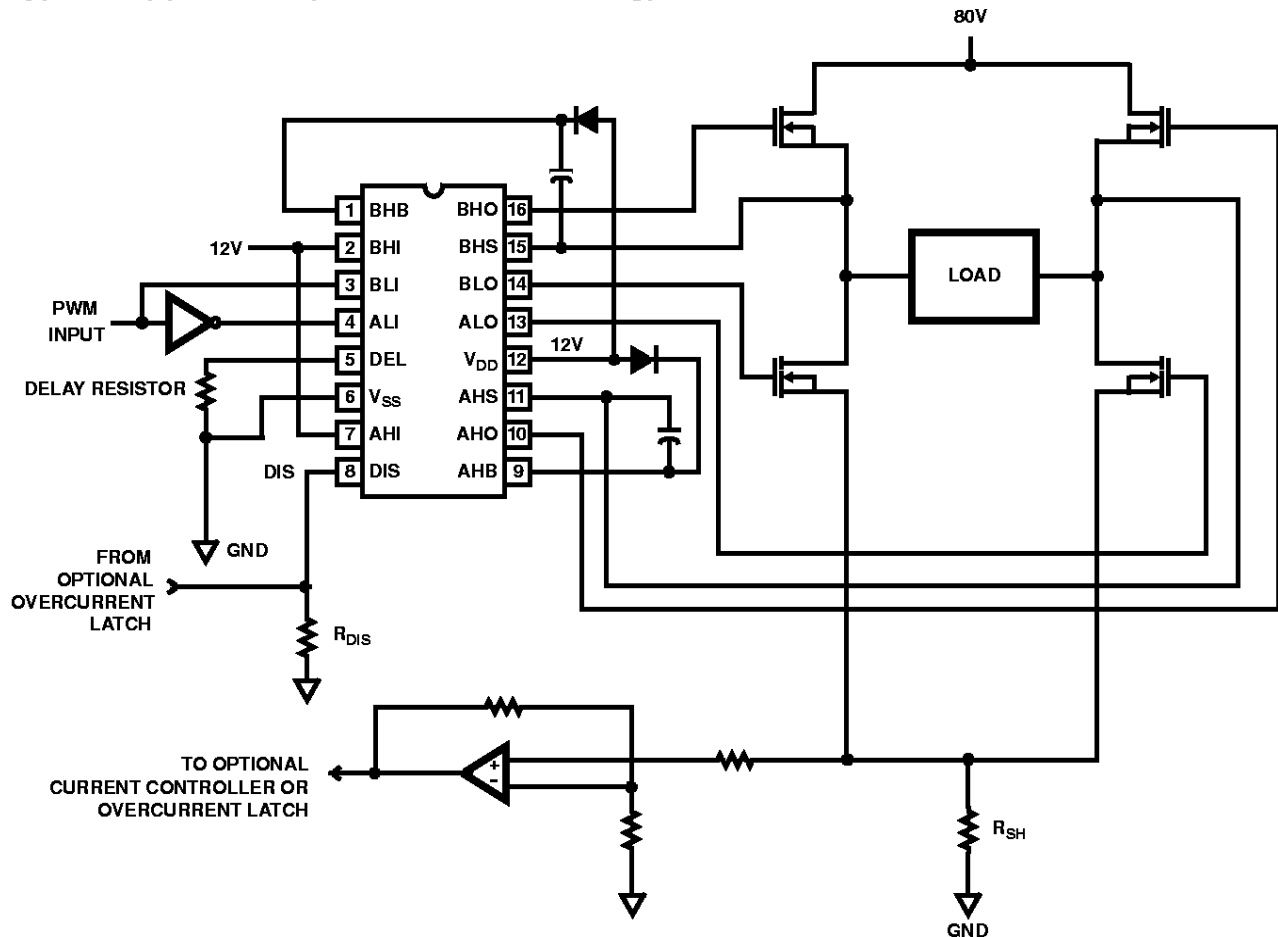 80V
1 BHB BHO 16
12V 2 BHI BHS 15
3 BLI BLO 14
LOAD
PWM
INPUT
4 ALI ALO 13
5 DEL VDD 12 12V
DELAY RESISTOR
6 VSS AHS 11
7 AHI AHO 10
DIS 8 DIS AHB 9
GND
FROM
OPTIONAL
OVERCURRENT
LATCH
RDIS
TO OPTIONAL
CURRENT CONTROLLER OR
OVERCURRENT LATCH
+
-
RSH
GND